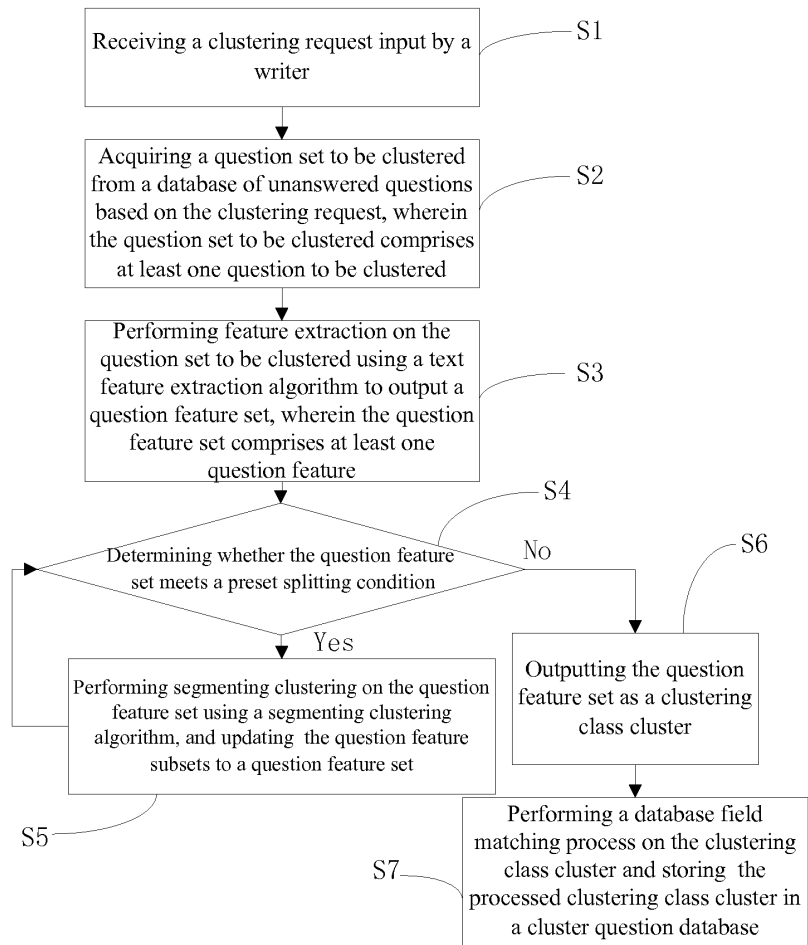 Receiving a clustering request input by a
writer
S1
Acquiring a question set to be clustered
from a database of unanswered questions
based on the clustering request, wherein
the question set to be clustered comprises
at least one question to be clustered
S2
Performing feature extraction on the
question set to be clustered using a text
feature extraction algorithm to output a
question feature set, wherein the question
feature set comprises at least one
question feature
S3
Determining whether the question feature
set meets a preset splitting condition
S4
No
Yes
Performing segmenting clustering on the question
feature set using a segmenting clustering
algorithm, and updating the question feature
subsets to a question feature set
S5
Outputting the question
feature set as a clustering
class cluster
S6
Performing a database field
matching process on the clustering
class cluster and storing the
processed clustering class cluster in
a cluster question database
S7